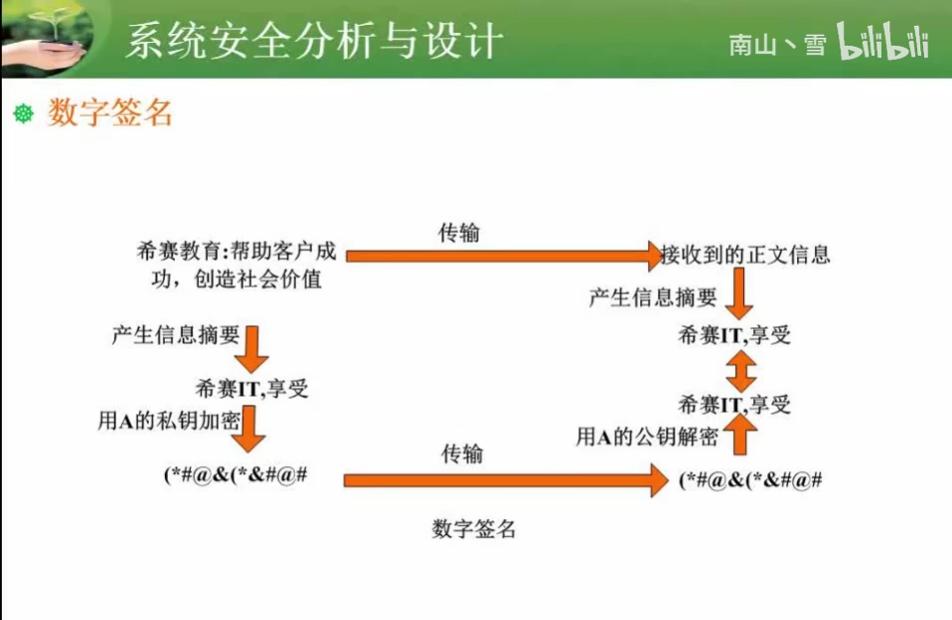 系统安全分析与设计
南山丶雪 bilibili
数字签名
传输
希赛教育:帮助客户成
功，创造社会价值
接收到的正文信息
产生信息摘要
希赛IT,享受
产生信息摘要
希赛IT,享受
用A的私钥加密
希赛IT,享受
用A的公钥解密
(*#@&(*&#@#
传输
(*#@&(*&#@#
数字签名